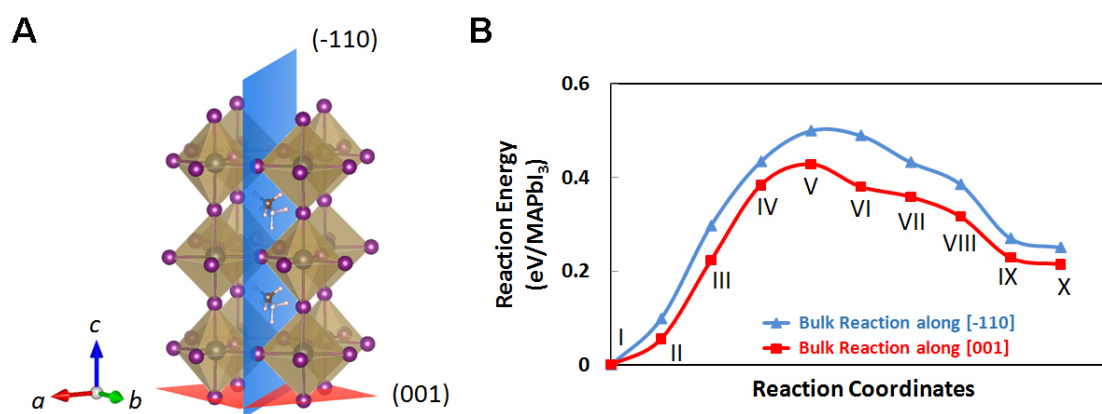 A
(-110)
(001)
c
a
b
B
Reaction Energy
(eV/MAPbI₃)
0.6
0.4
0.2
0
I
II
III
IV
V
VI
VII
VIII
IX
X
Bulk Reaction along [-110]
Bulk Reaction along [001]
Reaction Coordinates